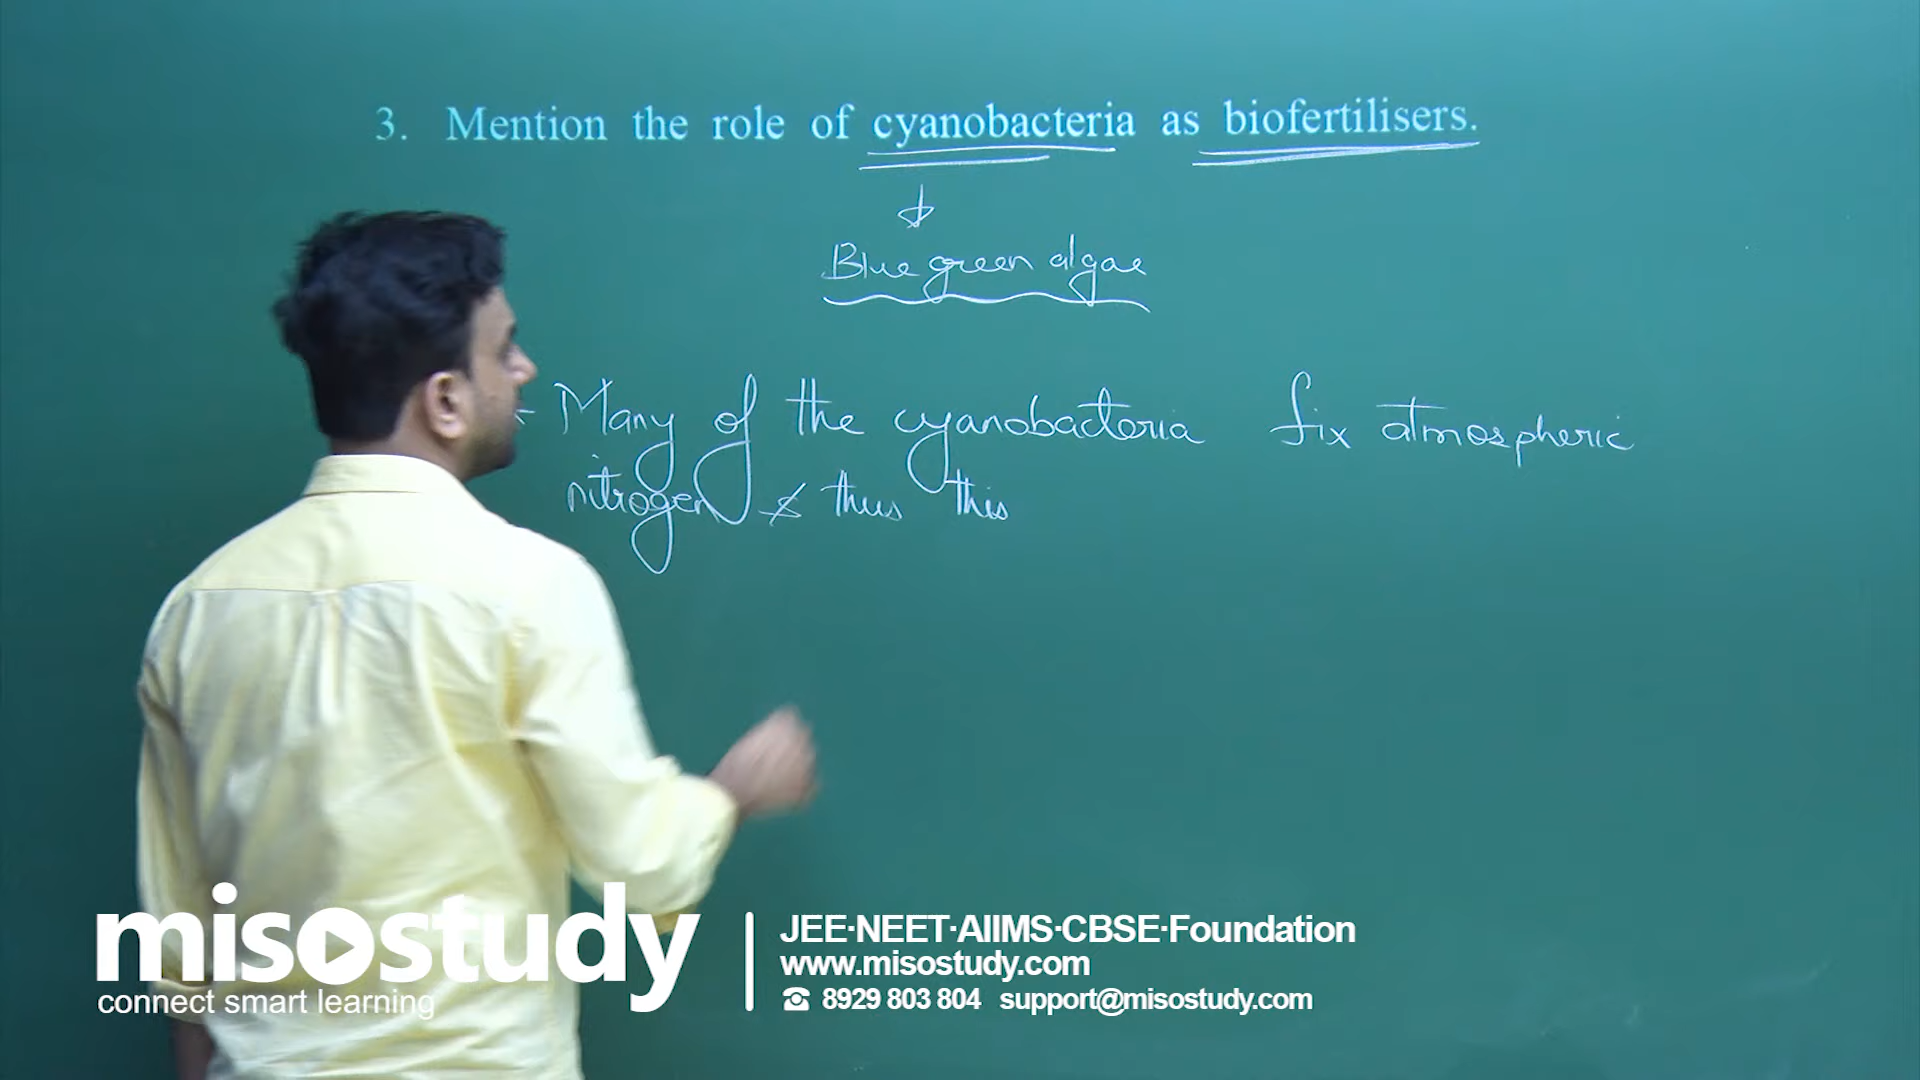 3. Mention the role of cyanobacteria as biofertilisers.
Blue green algae
Many of the cyanobacteria fix atmospheric
nitrogen & thus this
misostudy
connect smart learning
JEE·NEET·AIIMS·CBSE·Foundation
www.misostudy.com
☎ 8929 803 804 support@misostudy.com